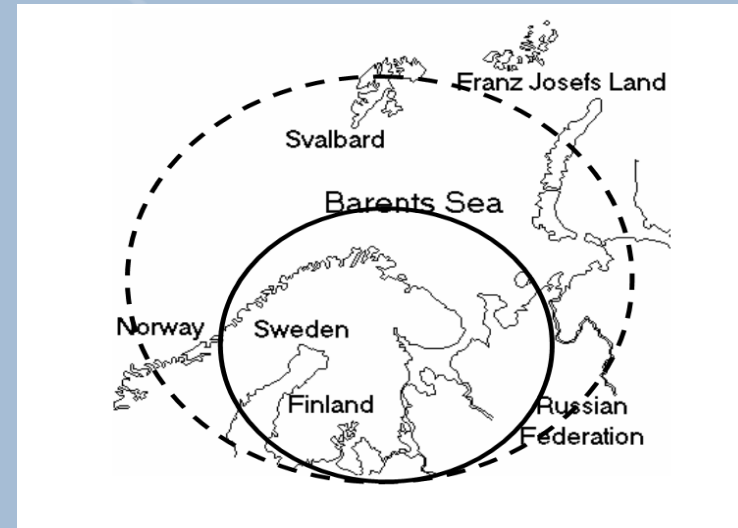 Franz Josefs Land
Svalbard
Barents Sea
Norway
Sweden
Finland
Russian
Federation